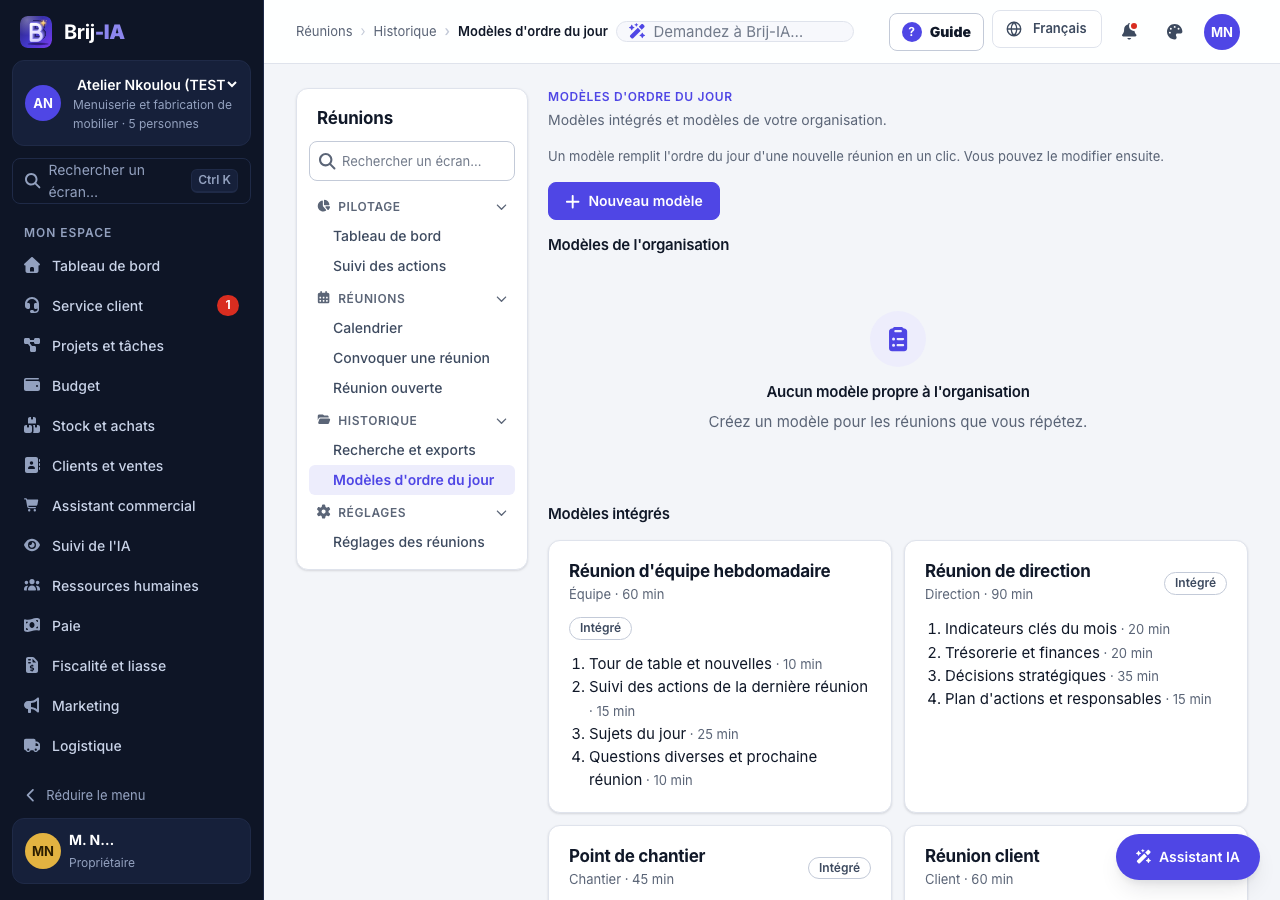 Brij-IA
AN
Atelier Nkoulou (TEST
Menuiserie et fabrication de
mobilier · 5 personnes
Rechercher un
écran...
Ctrl K
MON ESPACE
Tableau de bord
Service client
1
Projets et tâches
Budget
Stock et achats
Clients et ventes
Assistant commercial
Suivi de l'IA
Ressources humaines
Paie
Fiscalité et liasse
Marketing
Logistique
Réduire le menu
MN
M. N...
Propriétaire
Réunions › Historique › Modèles d'ordre du jour
Demandez à Brij-IA...
? Guide
Français
MN
Réunions
Rechercher un écran...
PILOTAGE
Tableau de bord
Suivi des actions
RÉUNIONS
Calendrier
Convoquer une réunion
Réunion ouverte
HISTORIQUE
Recherche et exports
Modèles d'ordre du jour
RÉGLAGES
Réglages des réunions
MODÈLES D'ORDRE DU JOUR
Modèles intégrés et modèles de votre organisation.
Un modèle remplit l'ordre du jour d'une nouvelle réunion en un clic. Vous pouvez le modifier ensuite.
Nouveau modèle
Modèles de l'organisation
Aucun modèle propre à l'organisation
Créez un modèle pour les réunions que vous répétez.
Modèles intégrés
Réunion d'équipe hebdomadaire
Équipe · 60 min
Intégré
1. Tour de table et nouvelles · 10 min
2. Suivi des actions de la dernière réunion
· 15 min
3. Sujets du jour · 25 min
4. Questions diverses et prochaine
réunion · 10 min
Réunion de direction
Direction · 90 min
Intégré
1. Indicateurs clés du mois · 20 min
2. Trésorerie et finances · 20 min
3. Décisions stratégiques · 35 min
4. Plan d'actions et responsables · 15 min
Point de chantier
Chantier · 45 min
Intégré
Réunion client
Client · 60 min
Assistant IA